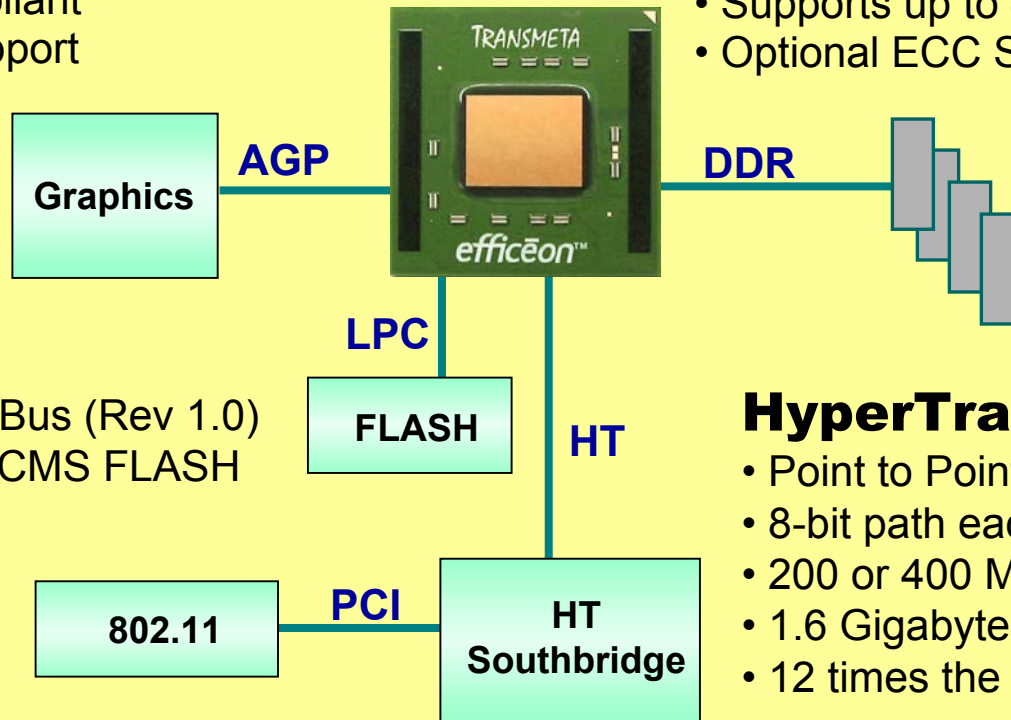 pliant
port
• Supports up to
• Optional ECC S
TRANSMETA
efficēon™
Graphics
AGP
DDR
LPC
FLASH
HT
Bus (Rev 1.0)
CMS FLASH
HyperTra
• Point to Poin
• 8-bit path eac
• 200 or 400 M
• 1.6 Gigabyte
• 12 times the
802.11
PCI
HT
Southbridge